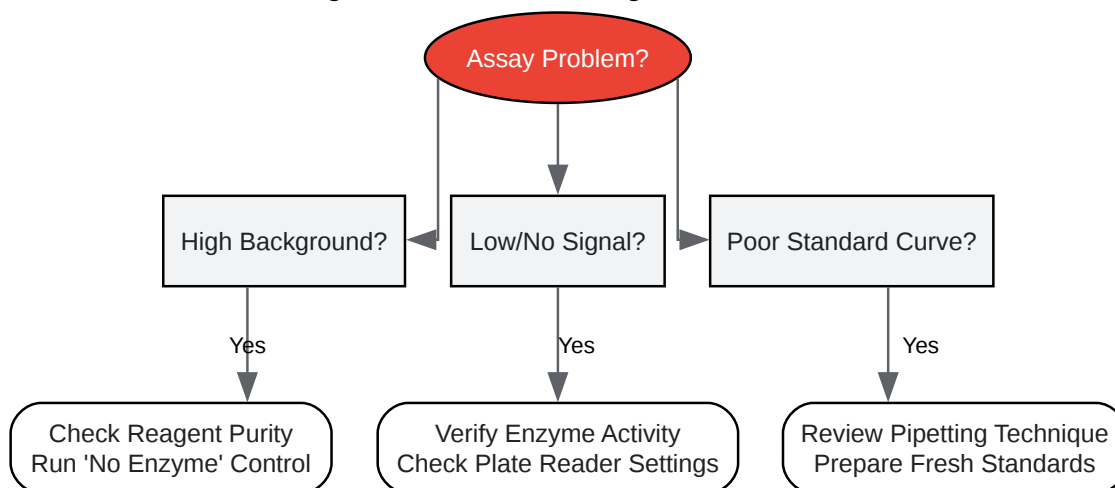 Assay Problem?
High Background?
Low/No Signal?
Poor Standard Curve?
Yes
Yes
Yes
Check Reagent Purity
Run 'No Enzyme' Control
Verify Enzyme Activity
Check Plate Reader Settings
Review Pipetting Technique
Prepare Fresh Standards